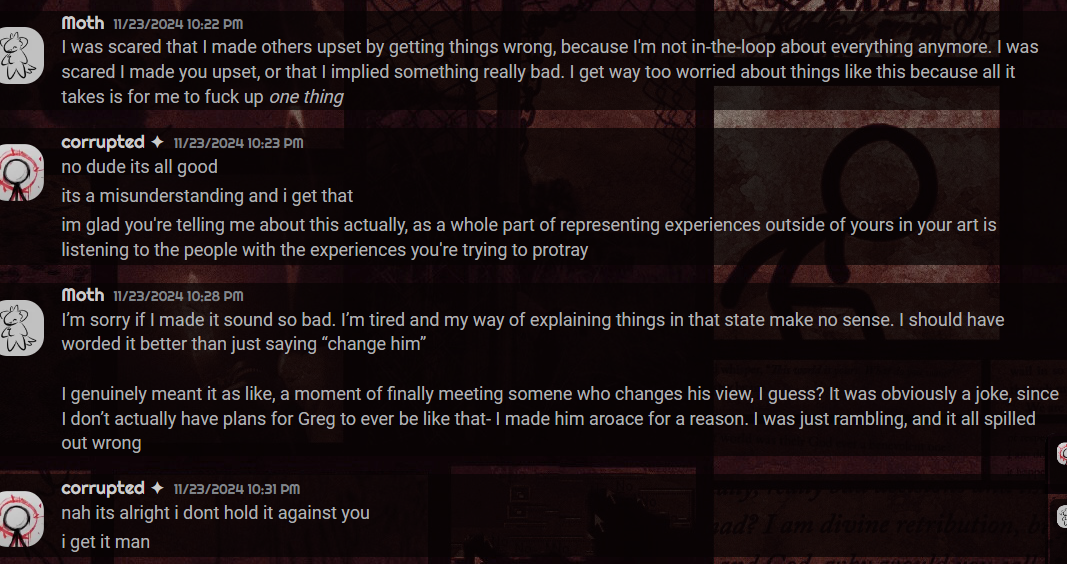 Moth 11/23/2024 10:22 PM
I was scared that I made others upset by getting things wrong, because I'm not in-the-loop about everything anymore. I was
scared I made you upset, or that I implied something really bad. I get way too worried about things like this because all it
takes is for me to fuck up one thing
corrupted ✦ 11/23/2024 10:23 PM
no dude its all good
its a misunderstanding and i get that
im glad you're telling me about this actually, as a whole part of representing experiences outside of yours in your art is
listening to the people with the experiences you're trying to protray
Moth 11/23/2024 10:28 PM
I’m sorry if I made it sound so bad. I’m tired and my way of explaining things in that state make no sense. I should have
worded it better than just saying “change him”
I genuinely meant it as like, a moment of finally meeting somene who changes his view, I guess? It was obviously a joke, since
I don’t actually have plans for Greg to ever be like that- I made him aroace for a reason. I was just rambling, and it all spilled
out wrong
corrupted ✦ 11/23/2024 10:31 PM
nah its alright i dont hold it against you
i get it man
mad? I am divine retribution, b
and God, why would you